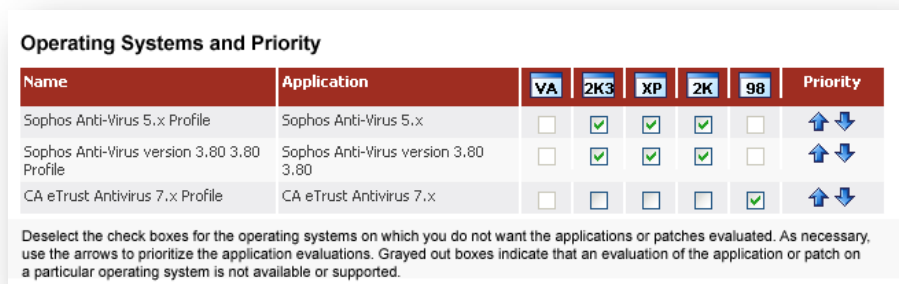 Operating Systems and Priority
Name Application VA 2K3 XP 2K 98 Priority
Sophos Anti-Virus 5.x Profile Sophos Anti-Virus 5.x
Sophos Anti-Virus version 3.80 3.80 Sophos Anti-Virus version 3.80
Profile 3.80
CA eTrust Antivirus 7.x Profile CA eTrust Antivirus 7.x
Deselect the check boxes for the operating systems on which you do not want the applications or patches evaluated. As necessary,
use the arrows to prioritize the application evaluations. Grayed out boxes indicate that an evaluation of the application or patch on
a particular operating system is not available or supported.